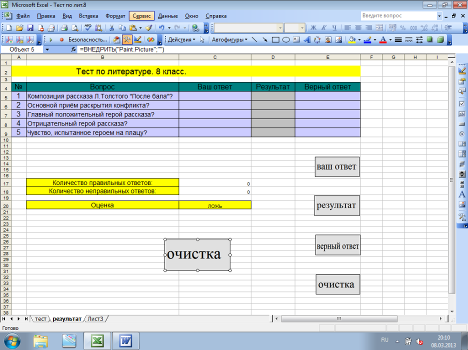 Microsoft Excel - Тест по лит.8
Файл Правка Вид Вставка Формат Сервис Данные Окно Справка
Введите вопрос
Безопасность...
Действия Автофигуры
Объект 5 =ВНЕДРИТЬ("Paint.Picture";"")
A B C D E F
Тест по литературе. 8 класс.
№ Вопрос Ваш ответ Результат Верный ответ
1 Композиция рассказа Л.Толстого "После бала"?
2 Основной приём раскрытия конфликта?
3 Главный положительный герой рассказа?
4 Отрицательный герой рассказа?
5 Чувство, испытанное героем на плацу?
ваш ответ
Количество правильных ответов: 0
Количество неправильных ответов: 0
Оценка ложь
результат
верный ответ
очистка
очистка
тест результат Лист3
Готово
RU
20:10
08.03.2013